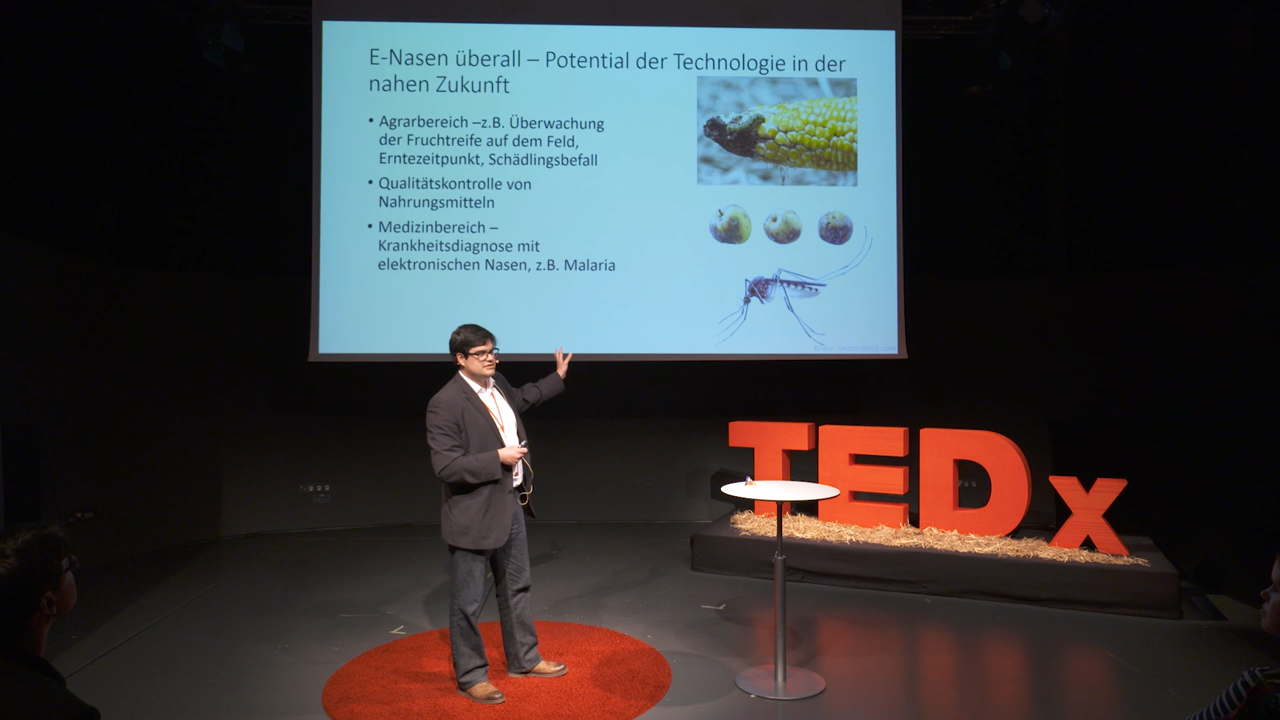 E-Nasen überall – Potential der Technologie in der
nahen Zukunft
• Agrarbereich –z.B. Überwachung
der Fruchtreife auf dem Feld,
Erntezeitpunkt, Schädlingsbefall
• Qualitätskontrolle von
Nahrungsmitteln
• Medizinbereich –
Krankheitsdiagnose mit
elektronischen Nasen, z.B. Malaria
TEDx